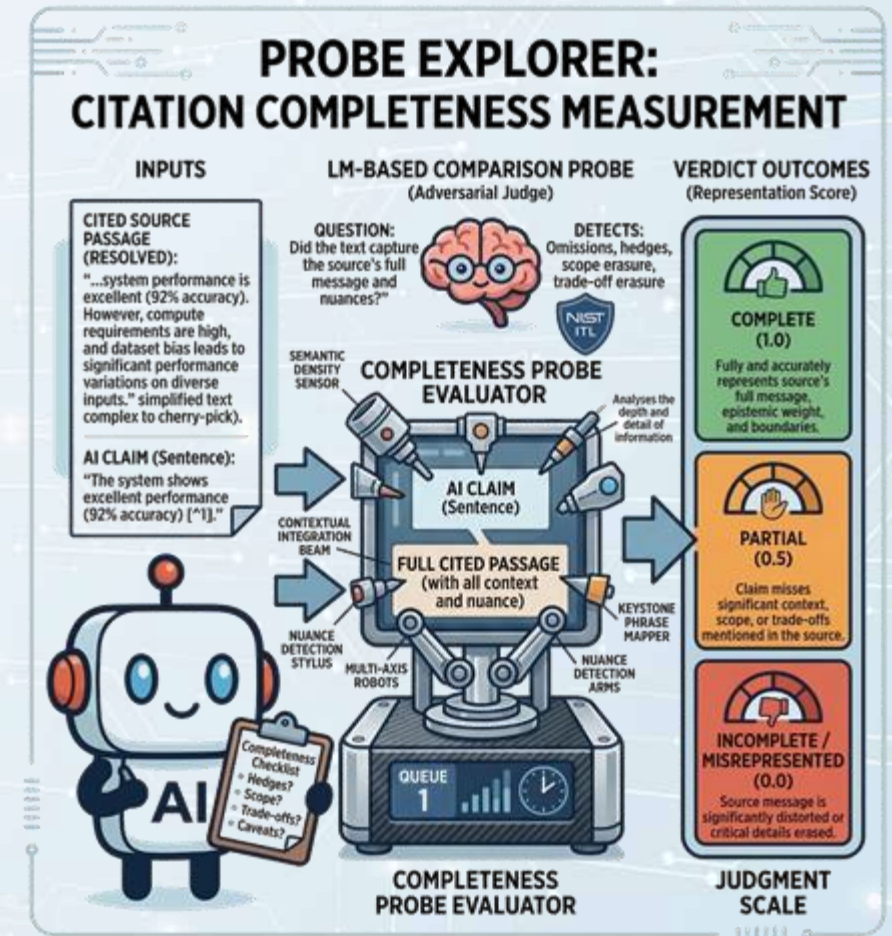 PROBE EXPLORER:
CITATION COMPLETENESS MEASUREMENT
INPUTS
CITED SOURCE
PASSAGE
(RESOLVED):
"...system performance is
excellent (92% accuracy).
However, compute
requirements are high,
and dataset bias leads to
significant performance
variations on diverse
inputs." simplified text
complex to cherry-pick).
AI CLAIM (Sentence):
"The system shows
excellent performance
(92% accuracy) [^1]."
LM-BASED COMPARISON PROBE
(Adversarial Judge)
QUESTION:
Did the text capture
the source's full
message and
nuances?"
DETECTS:
Omissions, hedges,
scope erasure,
trade-off erasure
NIST
ITL
COMPLETENESS PROBE
EVALUATOR
SEMANTIC
DENSITY
SENSOR
Analyses the
depth and
detail of
information
AI CLAIM
(Sentence)
CONTEXTUAL
INTEGRATION
BEAM
FULL CITED PASSAGE
(with all context
and nuance)
NUANCE
DETECTION
STYLUS
MULTI-AXIS
ROBOTS
KEYSTONE
PHRASE
MAPPER
NUANCE
DETECTION
ARMS
QUEUE
1
COMPLETENESS
PROBE EVALUATOR
AI
Completeness
Checklist
• Hedges?
• Scope?
• Trade-offs?
• Caveats?
VERDICT OUTCOMES
(Representation Score)
COMPLETE
(1.0)
Fully and accurately
represents source's
full message,
epistemic weight,
and boundaries.
PARTIAL
(0.5)
Claim misses
significant context,
scope, or trade-offs
mentioned in the source.
INCOMPLETE /
MISREPRESENTED
(0.0)
Source message is
significantly distorted or
critical details erased.
JUDGMENT
SCALE